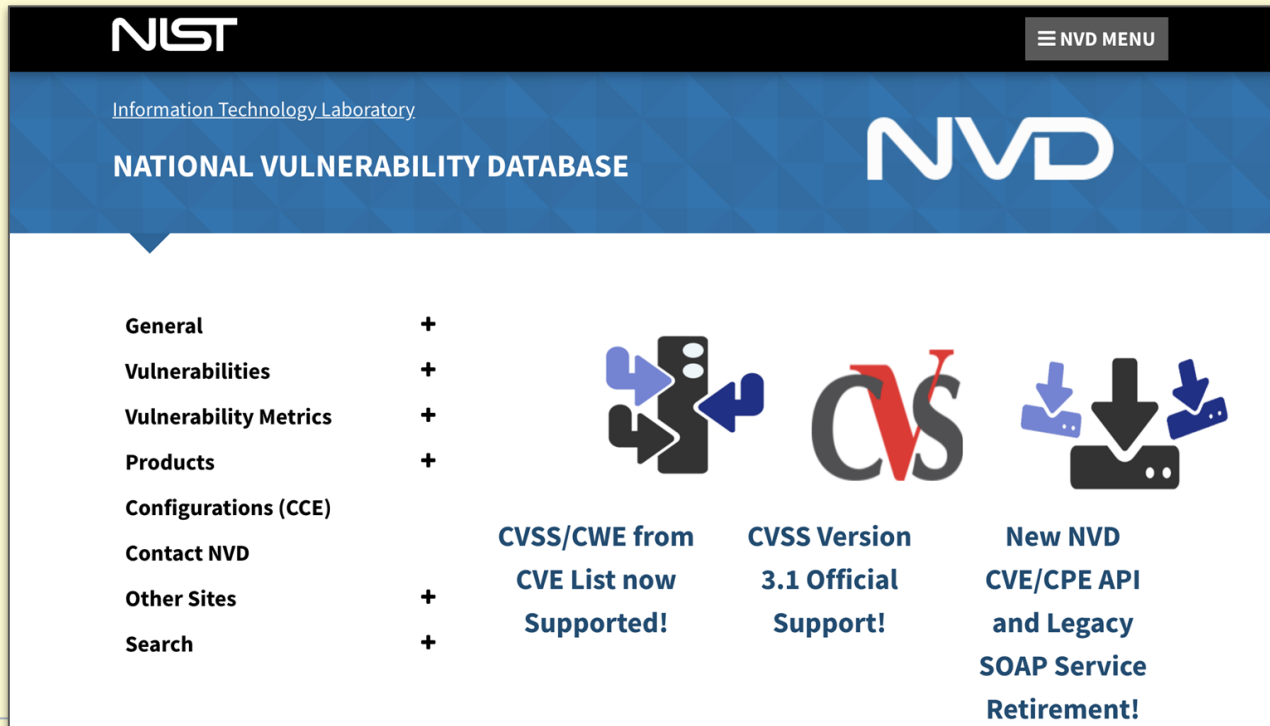 NIST
NVD MENU
Information Technology Laboratory
NATIONAL VULNERABILITY DATABASE
NVD
General
Vulnerabilities
Vulnerability Metrics
Products
Configurations (CCE)
Contact NVD
Other Sites
Search
CVSS/CWE from
CVE List now
Supported!
CVS
CVSS Version
3.1 Official
Support!
New NVD
CVE/CPE API
and Legacy
SOAP Service
Retirement!